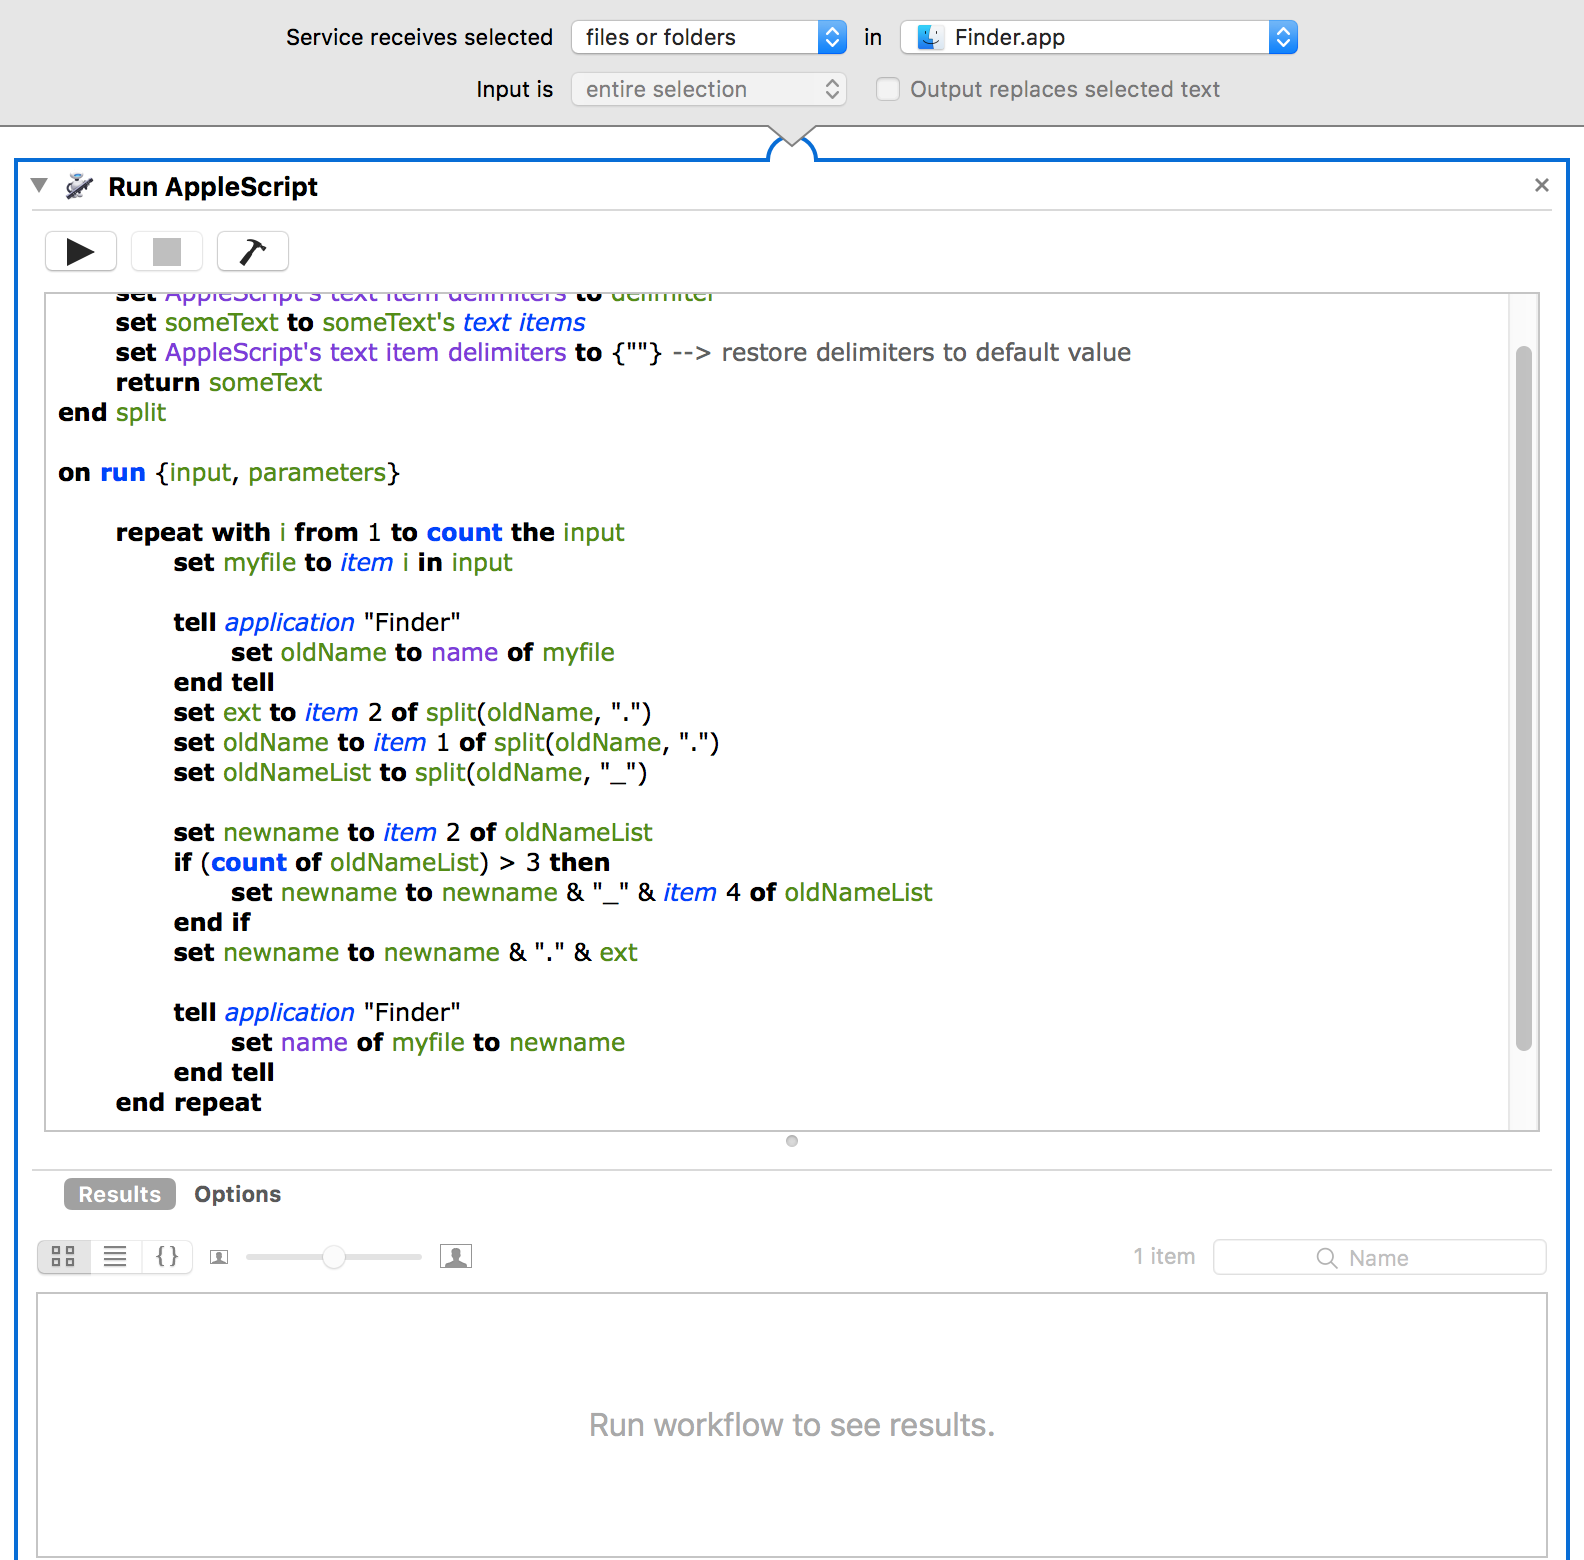 Service receives selected files or folders in Finder.app
Input is entire selection Output replaces selected text
Run AppleScript
set AppleScript's text item delimiters to delimiter
set someText to someText's text items
set AppleScript's text item delimiters to {""} --> restore delimiters to default value
return someText
end split
on run {input, parameters}
repeat with i from 1 to count the input
set myfile to item i in input
tell application "Finder"
set oldName to name of myfile
end tell
set ext to item 2 of split(oldName, ".")
set oldName to item 1 of split(oldName, ".")
set oldNameList to split(oldName, "_")
set newname to item 2 of oldNameList
if (count of oldNameList) > 3 then
set newname to newname & "_" & item 4 of oldNameList
end if
set newname to newname & "." & ext
tell application "Finder"
set name of myfile to newname
end tell
end repeat
Results Options
{} 1 item Name
Run workflow to see results.